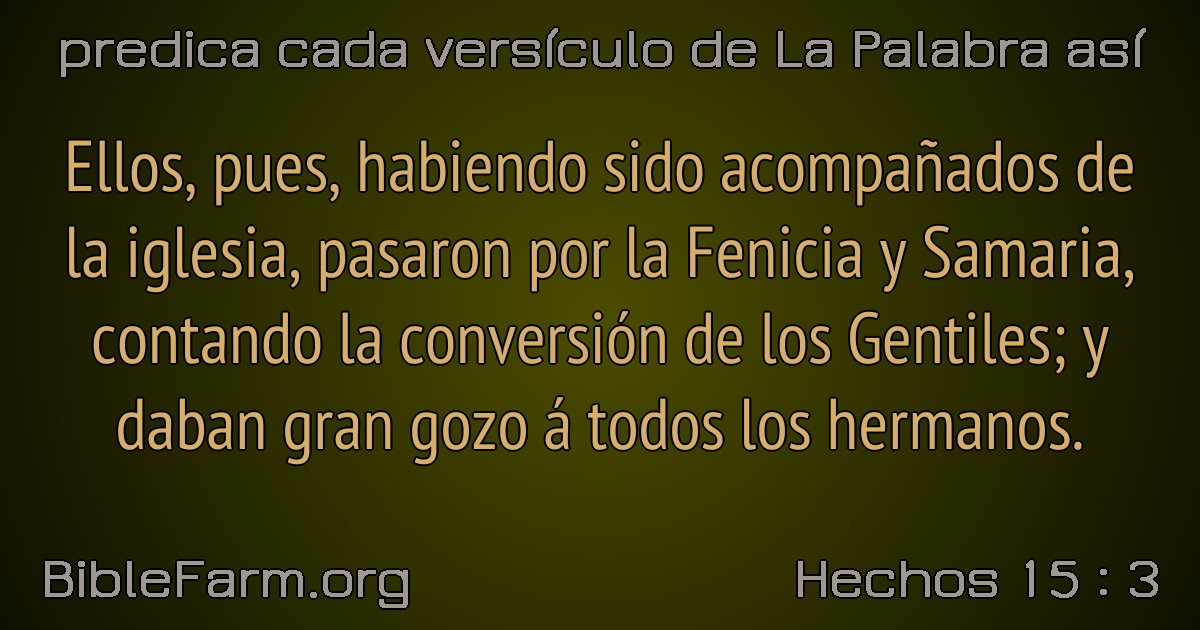 predica cada versículo de La Palabra así
Ellos, pues, habiendo sido acompañados de
la iglesia, pasaron por la Fenicia y Samaria,
contando la conversión de los Gentiles; y
daban gran gozo á todos los hermanos.
BibleFarm.org
Hechos 15 : 3